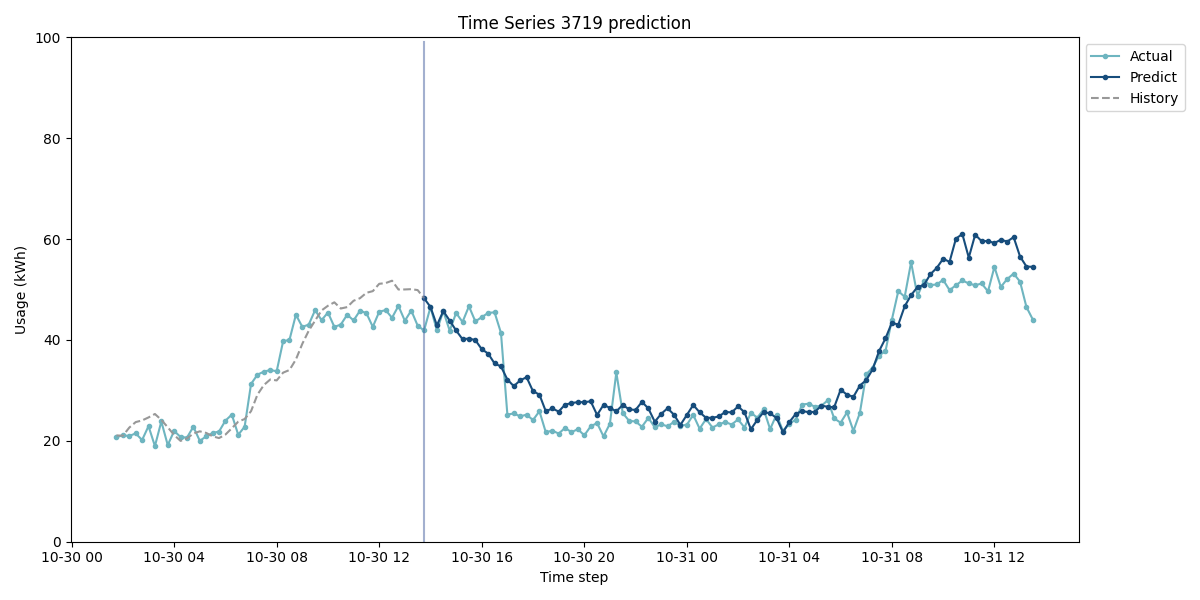 Time Series 3719 prediction
Usage (kWh)
100
80
60
40
20
0
10-30 00
10-30 04
10-30 08
10-30 12
10-30 16
10-30 20
10-31 00
10-31 04
10-31 08
10-31 12
Time step
Actual
Predict
History